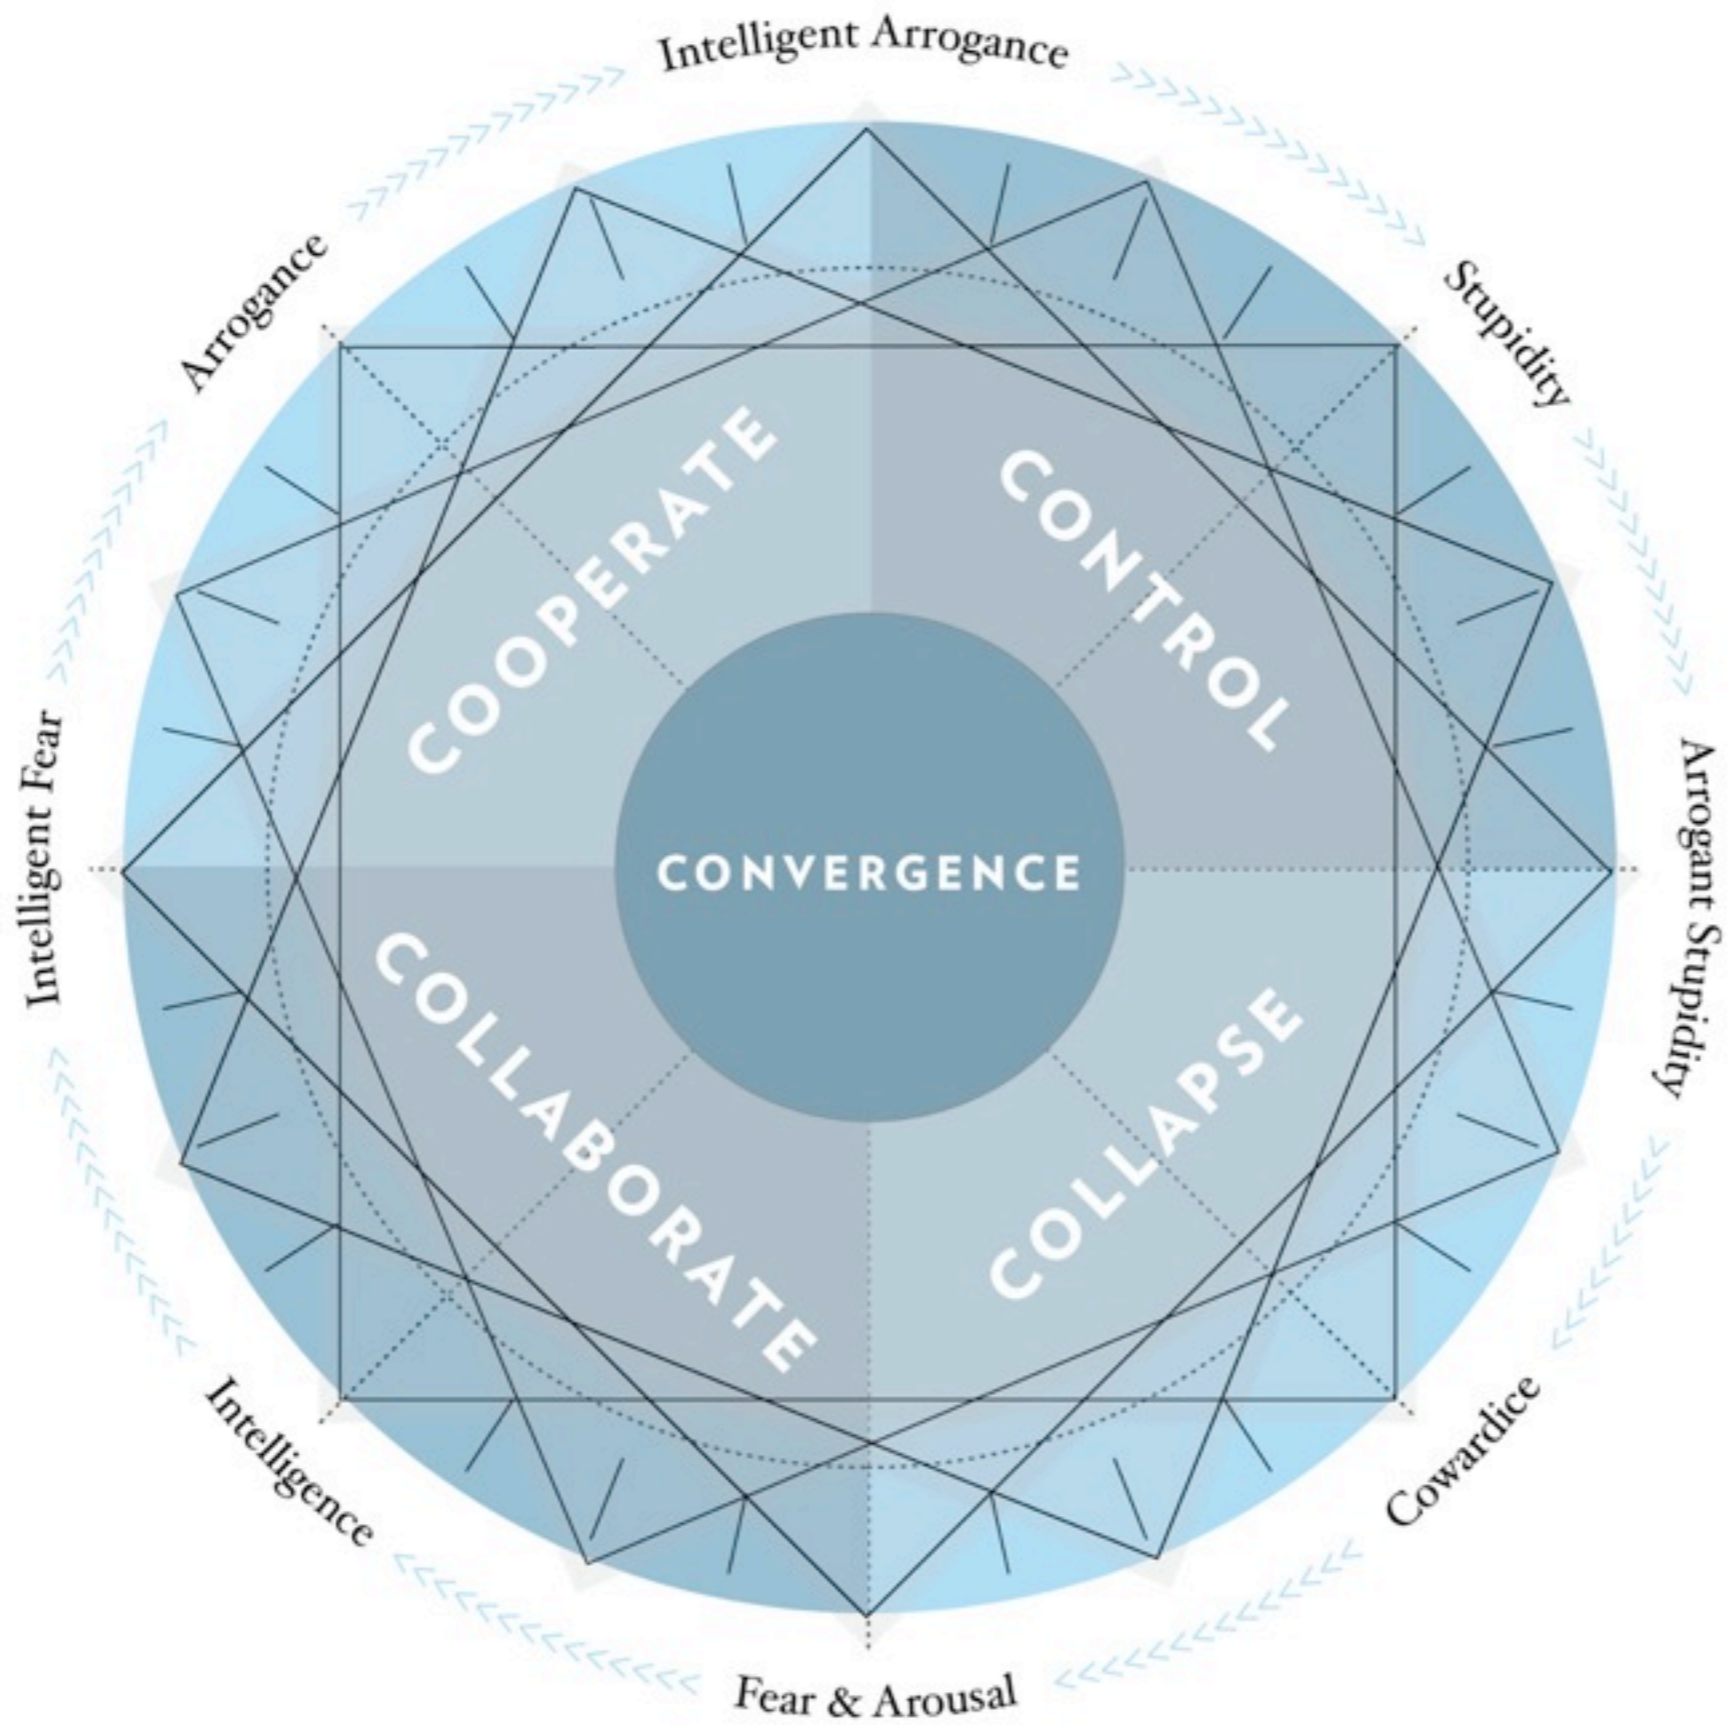 Intelligent Arrogance
Stupidity
Arrogant Stupidity
Cowardice
Fear & Arousal
Intelligence
Intelligent Fear
Arrogance
COOPERATE
CONTROL
CONVERGENCE
COLLABORATE
COLLAPSE